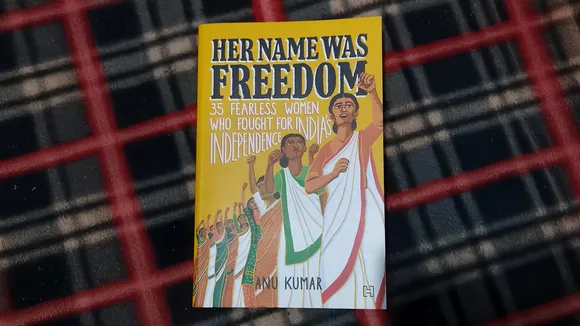 HER NAME WAS
FREEDOM
35 FEARLESS WOMEN
WHO FOUGHT FOR INDIA'S
INDEPENDENCE
ANU KUMAR
H